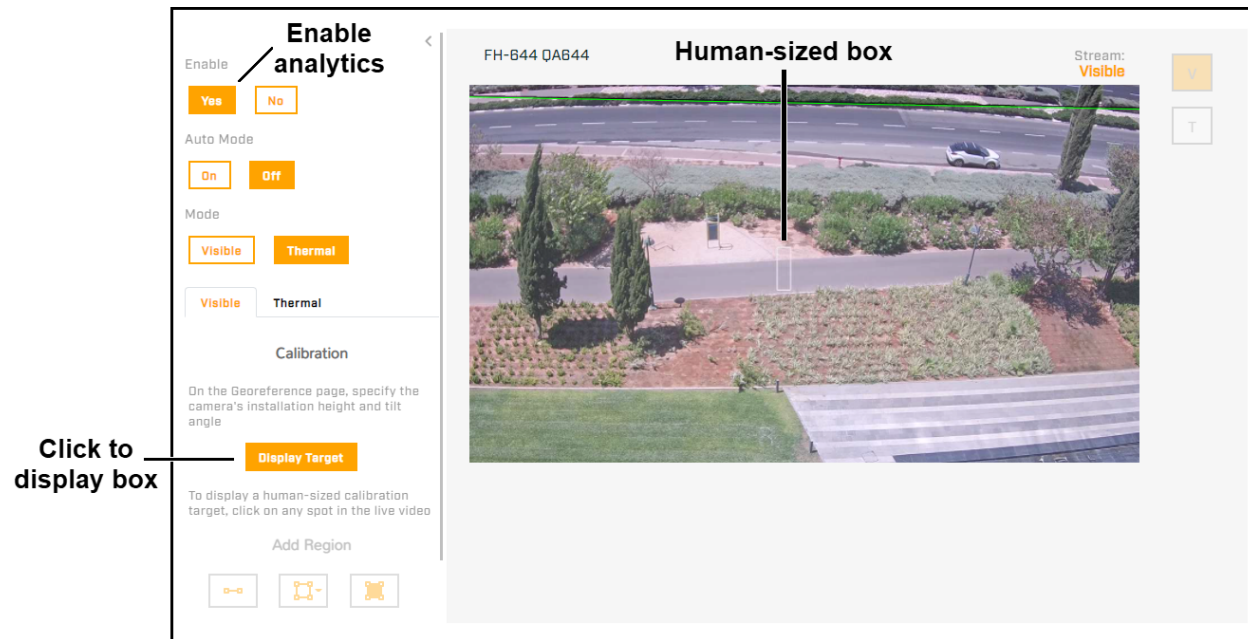 Enable
analytics
Human-sized box
Click to
display box
<
Enable
Yes No
Auto Mode
On Off
Mode
Visible Thermal
Visible Thermal
Calibration
On the Georeference page, specify the
camera's installation height and tilt
angle
Display Target
To display a human-sized calibration
target, click on any spot in the live video
Add Region
FH-644 QA644
Stream:
Visible
V
T